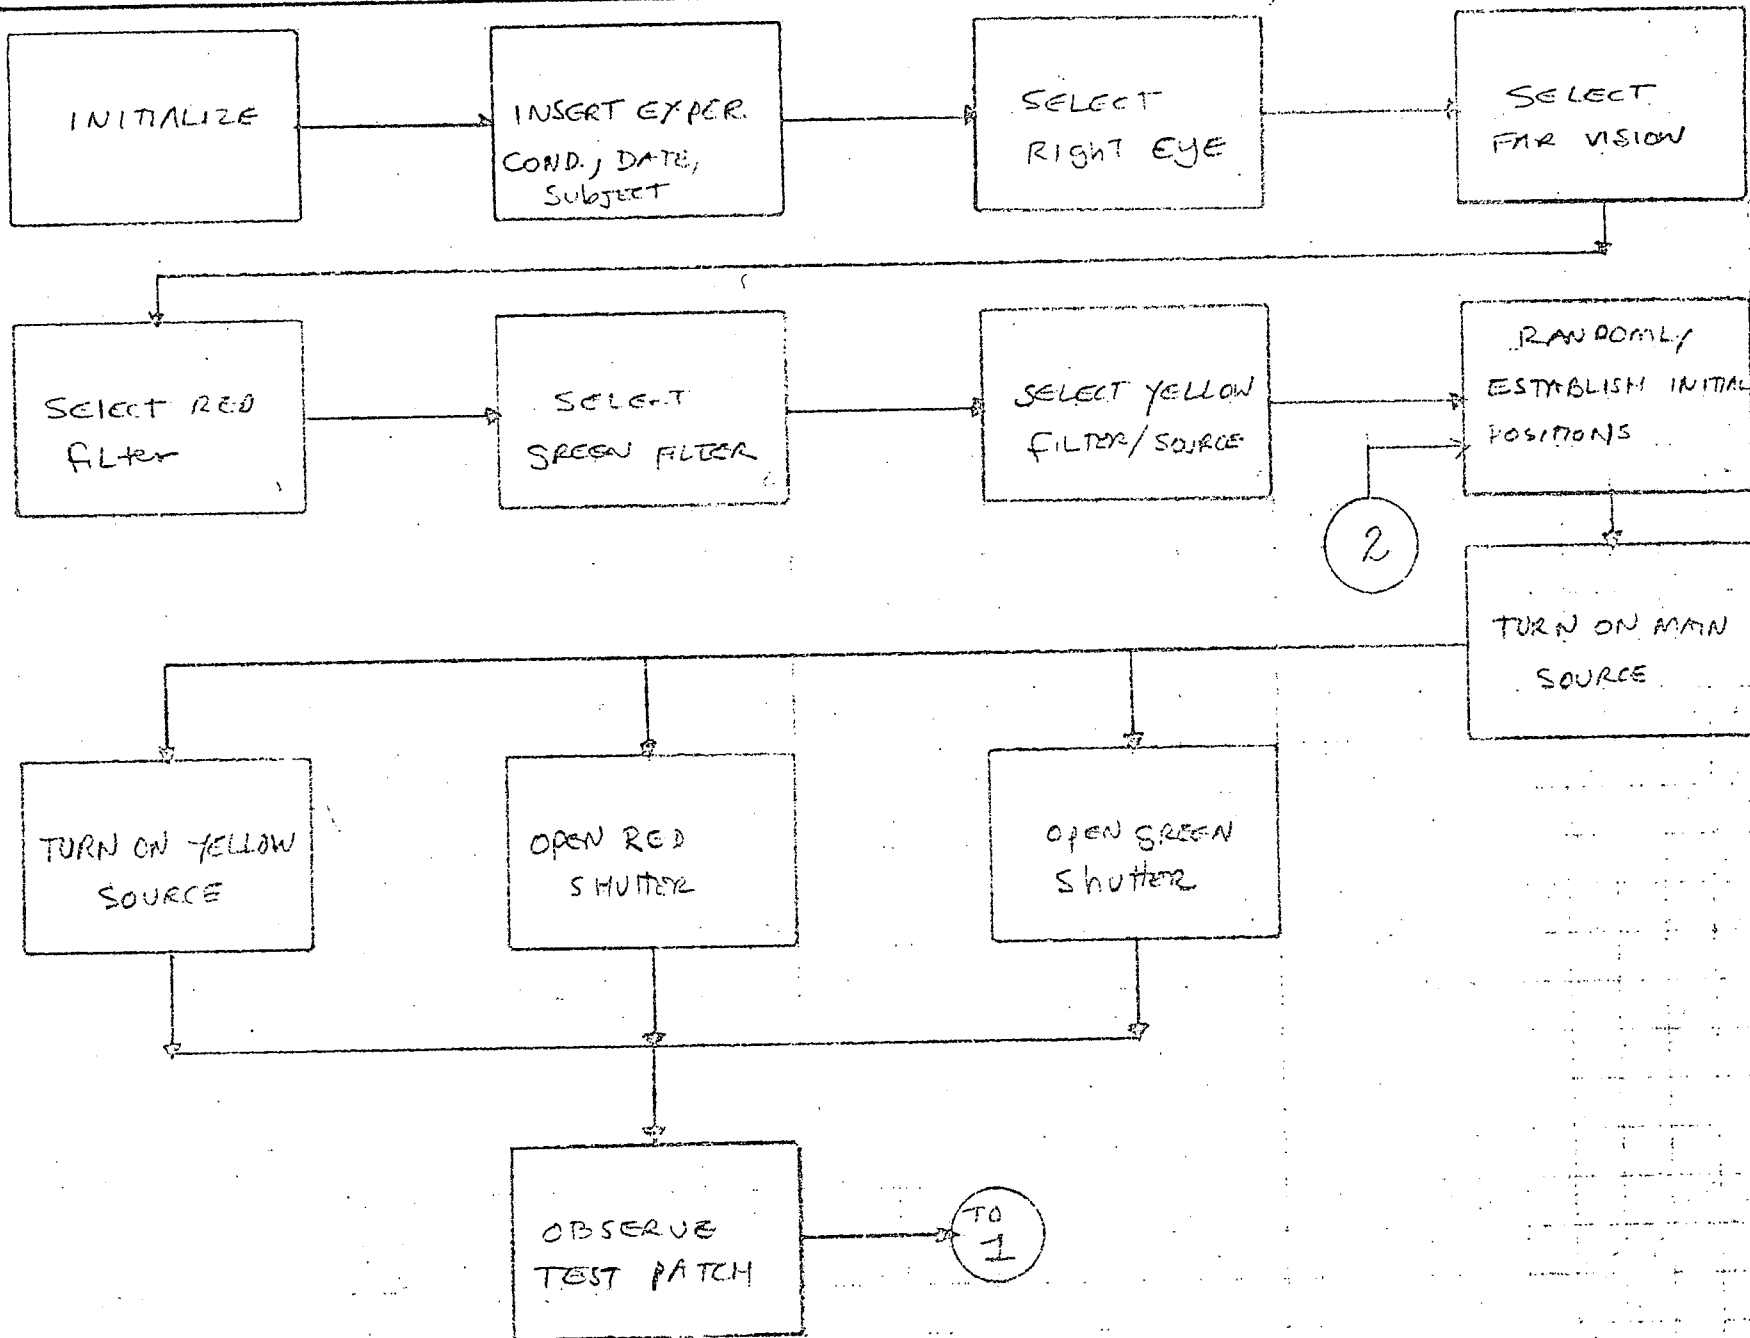 INITIALIZE
INSERT EXPER.
COND., DATE,
SUBJECT
SELECT
RIGHT EYE
SELECT
FAR VISION
SELECT RED
FILTER
SELECT
GREEN FILTER
SELECT YELLOW
FILTER/SOURCE
RANDOMLY
ESTABLISH INITIAL
POSITIONS
2
TURN ON MAIN
SOURCE
TURN ON YELLOW
SOURCE
OPEN RED
SHUTTER
OPEN GREEN
SHUTTER
OBSERVE
TEST PATCH
TO
1